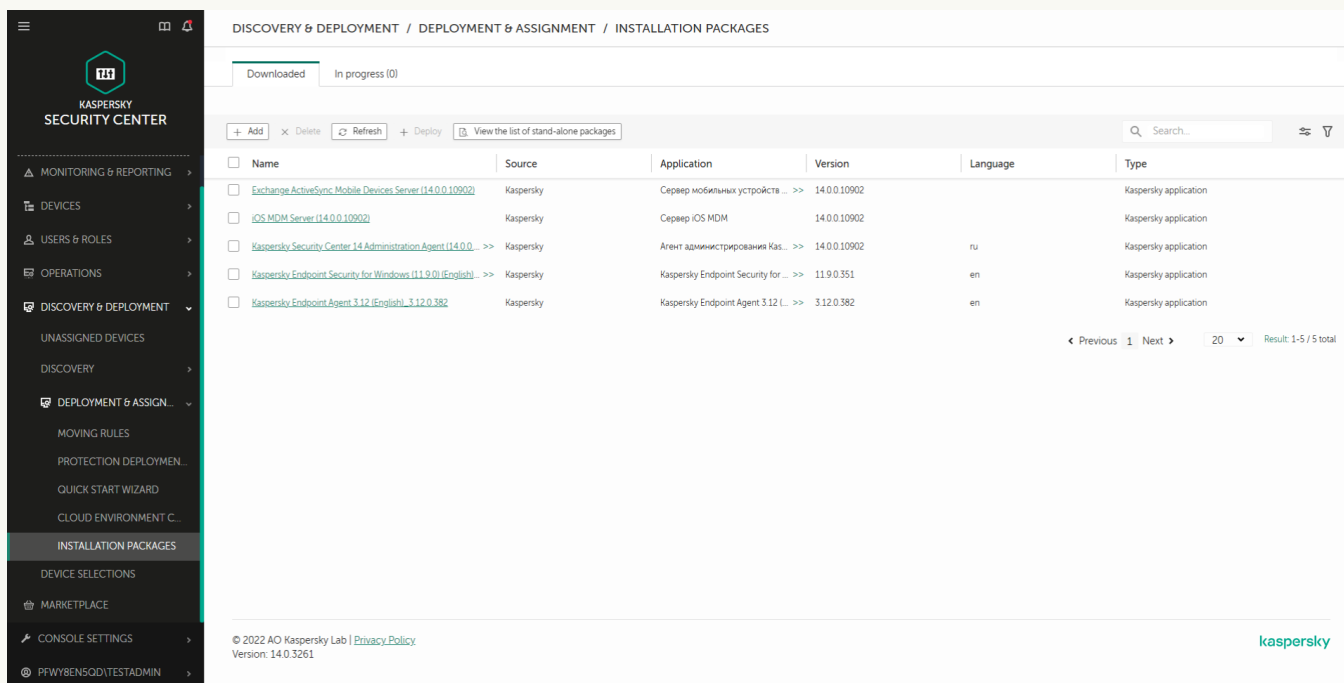 DISCOVERY & DEPLOYMENT / DEPLOYMENT & ASSIGNMENT / INSTALLATION PACKAGES
KASPERSKY
SECURITY CENTER
MONITORING & REPORTING
DEVICES
USERS & ROLES
OPERATIONS
DISCOVERY & DEPLOYMENT
UNASSIGNED DEVICES
DISCOVERY
DEPLOYMENT & ASSIGN...
MOVING RULES
PROTECTION DEPLOYMEN...
QUICK START WIZARD
CLOUD ENVIRONMENT C...
INSTALLATION PACKAGES
DEVICE SELECTIONS
MARKETPLACE
CONSOLE SETTINGS
PFWY8EN5QD\TESTADMIN
Downloaded In progress (0)
+ Add × Delete Refresh + Deploy View the list of stand-alone packages Search...
Name Source Application Version Language Type
Exchange ActiveSync Mobile Devices Server (14.0.0.10902) Kaspersky Сервер мобильных устройств ... >> 14.0.0.10902 Kaspersky application
iOS MDM Server (14.0.0.10902) Kaspersky Сервер iOS MDM 14.0.0.10902 Kaspersky application
Kaspersky Security Center 14 Administration Agent (14.0.0.... >> Kaspersky Агент администрирования Kas... >> 14.0.0.10902 ru Kaspersky application
Kaspersky Endpoint Security for Windows (11.9.0) (English)... >> Kaspersky Kaspersky Endpoint Security for ... >> 11.9.0.351 en Kaspersky application
Kaspersky Endpoint Agent 3.12 (English)_3.12.0.382 Kaspersky Kaspersky Endpoint Agent 3.12 (... >> 3.12.0.382 en Kaspersky application
Previous 1 Next 20 Result: 1-5 / 5 total
© 2022 AO Kaspersky Lab | Privacy Policy
Version: 14.0.3261
kaspersky